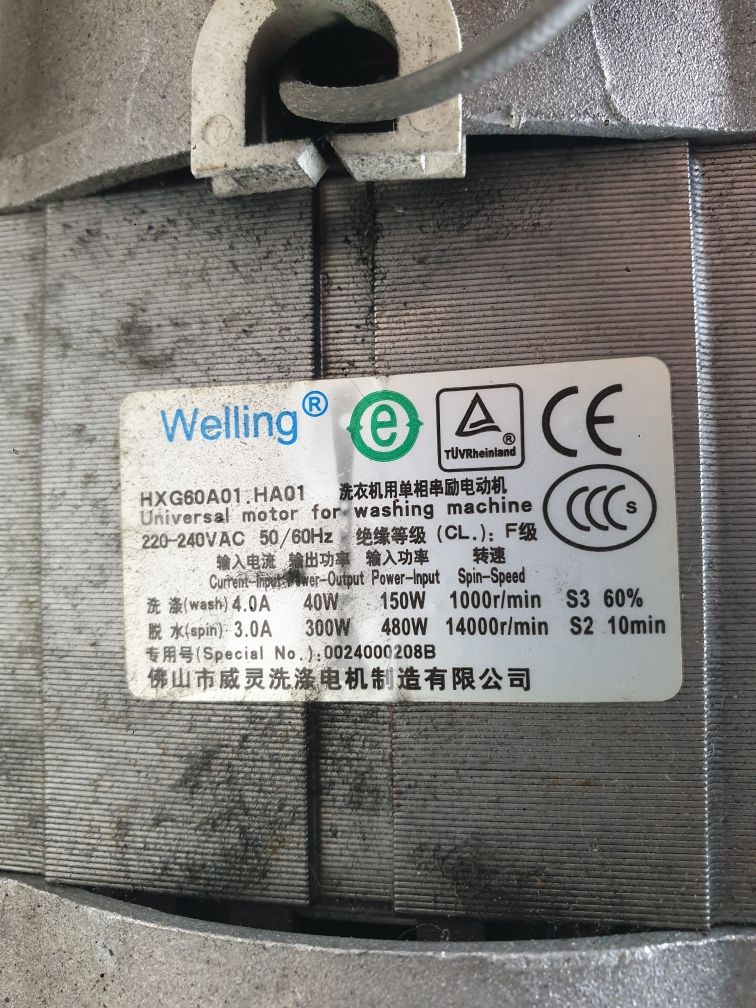 Welling®
e
TÜVRheinland®
CE
CCC S
HXG60A01.HA01 洗衣机用单相串励电动机
Universal motor for washing machine
220-240VAC 50/60Hz 绝缘等级 (CL.): F级
输入电流 输出功率 输入功率 转速
Current-Input Power-Output Power-Input Spin-Speed
洗 涤(wash) 4.0A 40W 150W 1000r/min S3 60%
脱 水(spin) 3.0A 300W 480W 14000r/min S2 10min
专用号(Special No.):0024000208B
佛山市威灵洗涤电机制造有限公司